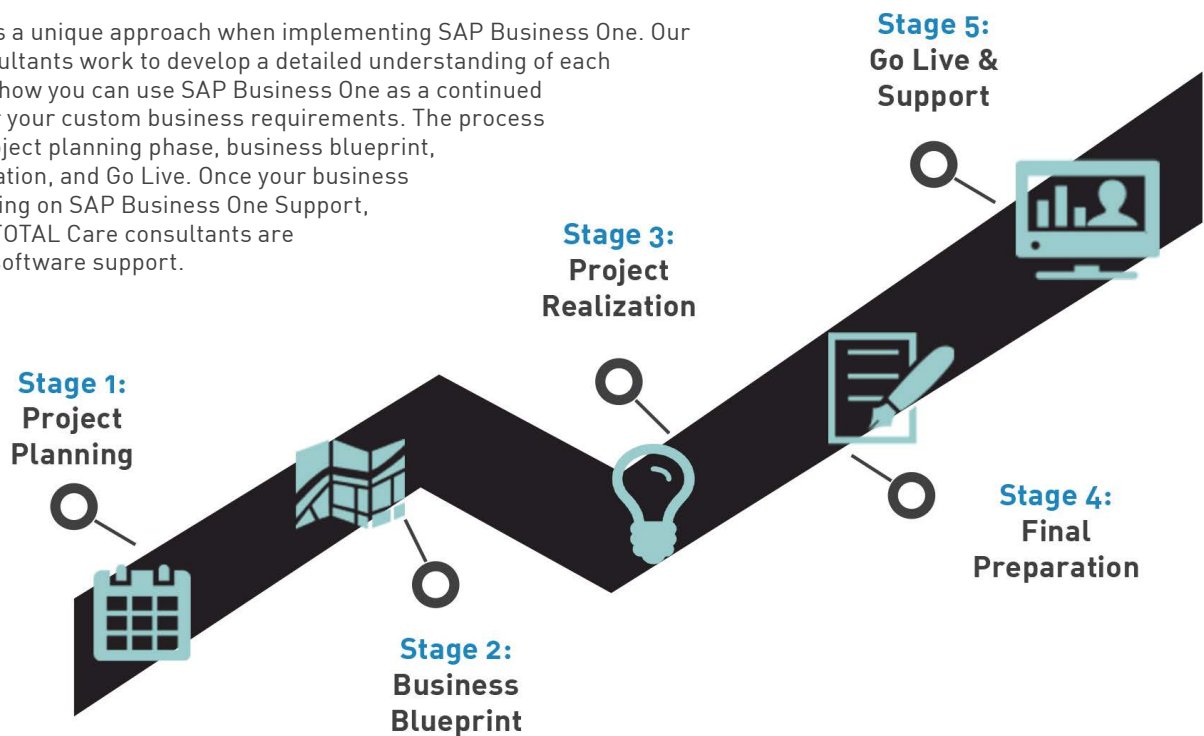 s a unique approach when implementing SAP Business One. Our
ultants work to develop a detailed understanding of each
how you can use SAP Business One as a continued
your custom business requirements. The process
ject planning phase, business blueprint,
ation, and Go Live. Once your business
ing on SAP Business One Support,
TOTAL Care consultants are
software support.
Stage 1:
Project
Planning
Stage 2:
Business
Blueprint
Stage 3:
Project
Realization
Stage 4:
Final
Preparation
Stage 5:
Go Live &
Support